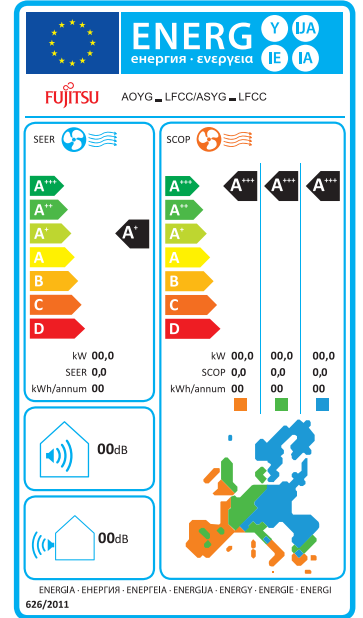 ENERG Y IJA
енергия · ενεργεια IE IA
FUJITSU AOYG_LFCC/ASYG_LFCC
SEER SCOP
A+++ A+++ A+++ A+++ A+++
A++ A++
A+ A+ A+
A A
B B
C C
D D
kW 00,0 kW 00,0 00,0 00,0
SEER 0,0 SCOP 0,0 0,0 0,0
kWh/annum 00 kWh/annum 00 00 00
00dB
00dB
ENERGIA · ЕНЕРГИЯ · ΕΝΕΡΓΕΙΑ · ENERGIJA · ENERGY · ENERGIE · ENERGI
626/2011